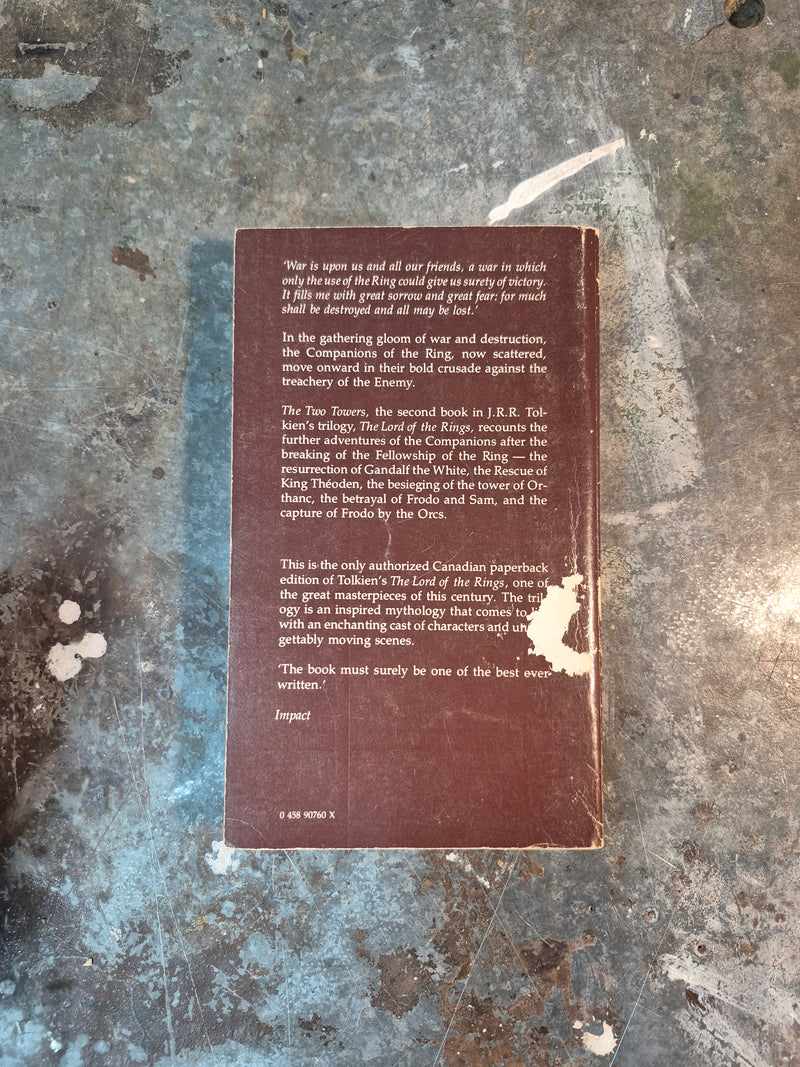 ‘War is upon us and all our friends, a war in which
only the use of the Ring could give us surety of victory.
It fills me with great sorrow and great fear: for much
shall be destroyed and all may be lost.’
In the gathering gloom of war and destruction,
the Companions of the Ring, now scattered,
move onward in their bold crusade against the
treachery of the Enemy.
The Two Towers, the second book in J.R.R. Tol-
kien’s trilogy, The Lord of the Rings, recounts the
further adventures of the Companions after the
breaking of the Fellowship of the Ring — the
resurrection of Gandalf the White, the Rescue of
King Théoden, the besieging of the tower of Or-
thanc, the betrayal of Frodo and Sam, and the
capture of Frodo by the Orcs.
This is the only authorized Canadian paperback
edition of Tolkien’s The Lord of the Rings, one of
the great masterpieces of this century. The tril
ogy is an inspired mythology that comes to
with an enchanting cast of characters and
gettably moving scenes.
‘The book must surely be one of the best ever
written.’
Impact
0 458 90760 X